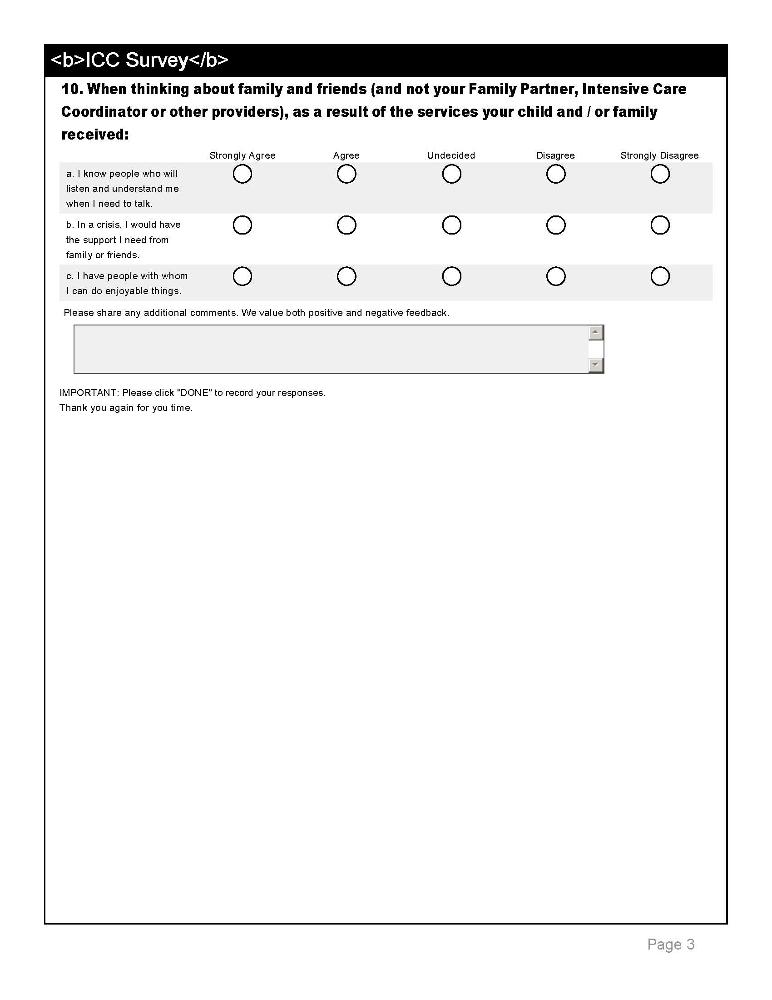 <b>ICC Survey</b>
10. When thinking about family and friends (and not your Family Partner, Intensive Care
Coordinator or other providers), as a result of the services your child and / or family
received:
Strongly Agree Agree Undecided Disagree Strongly Disagree
a. I know people who will
listen and understand me
when I need to talk.
b. In a crisis, I would have
the support I need from
family or friends.
c. I have people with whom
I can do enjoyable things.
Please share any additional comments. We value both positive and negative feedback.
IMPORTANT: Please click "DONE" to record your responses.
Thank you again for you time.
Page 3